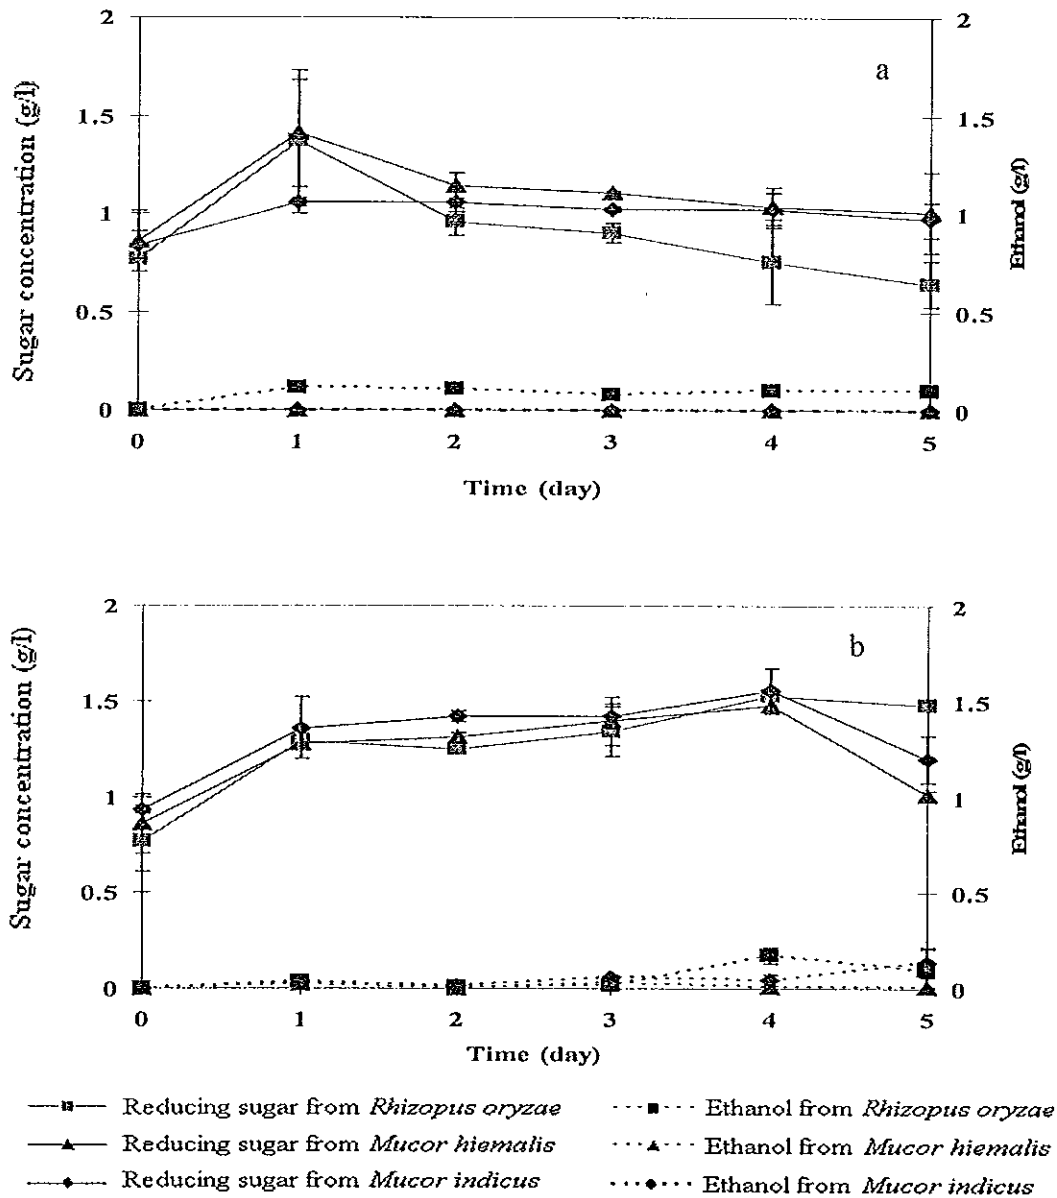 2
2
a
1.5
1.5
Sugar concentration (g/l)
1
1
Ethanol (g/l)
0.5
0.5
0
0
0 1 2 3 4 5
Time (day)
2
2
b
1.5
1.5
Sugar concentration (g/l)
1
1
Ethanol (g/l)
0.5
0.5
0
0
0 1 2 3 4 5
Time (day)
Reducing sugar from Rhizopus oryzae
Ethanol from Rhizopus oryzae
Reducing sugar from Mucor hiemalis
Ethanol from Mucor hiemalis
Reducing sugar from Mucor indicus
Ethanol from Mucor indicus